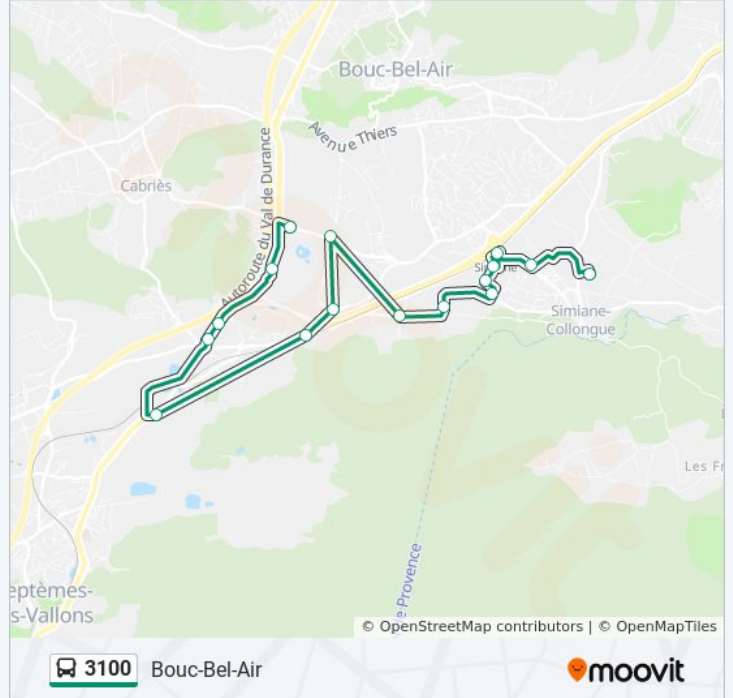 Bouc-Bel-Air
Avenue Thiers
Cabriès
Autoroute du Val de Durance
Simiane-
Collongue
Les Fr
e Provence
eptèmes-
s-Vallons
© OpenStreetMap contributors | © OpenMapTiles
3100 Bouc-Bel-Air
moovit